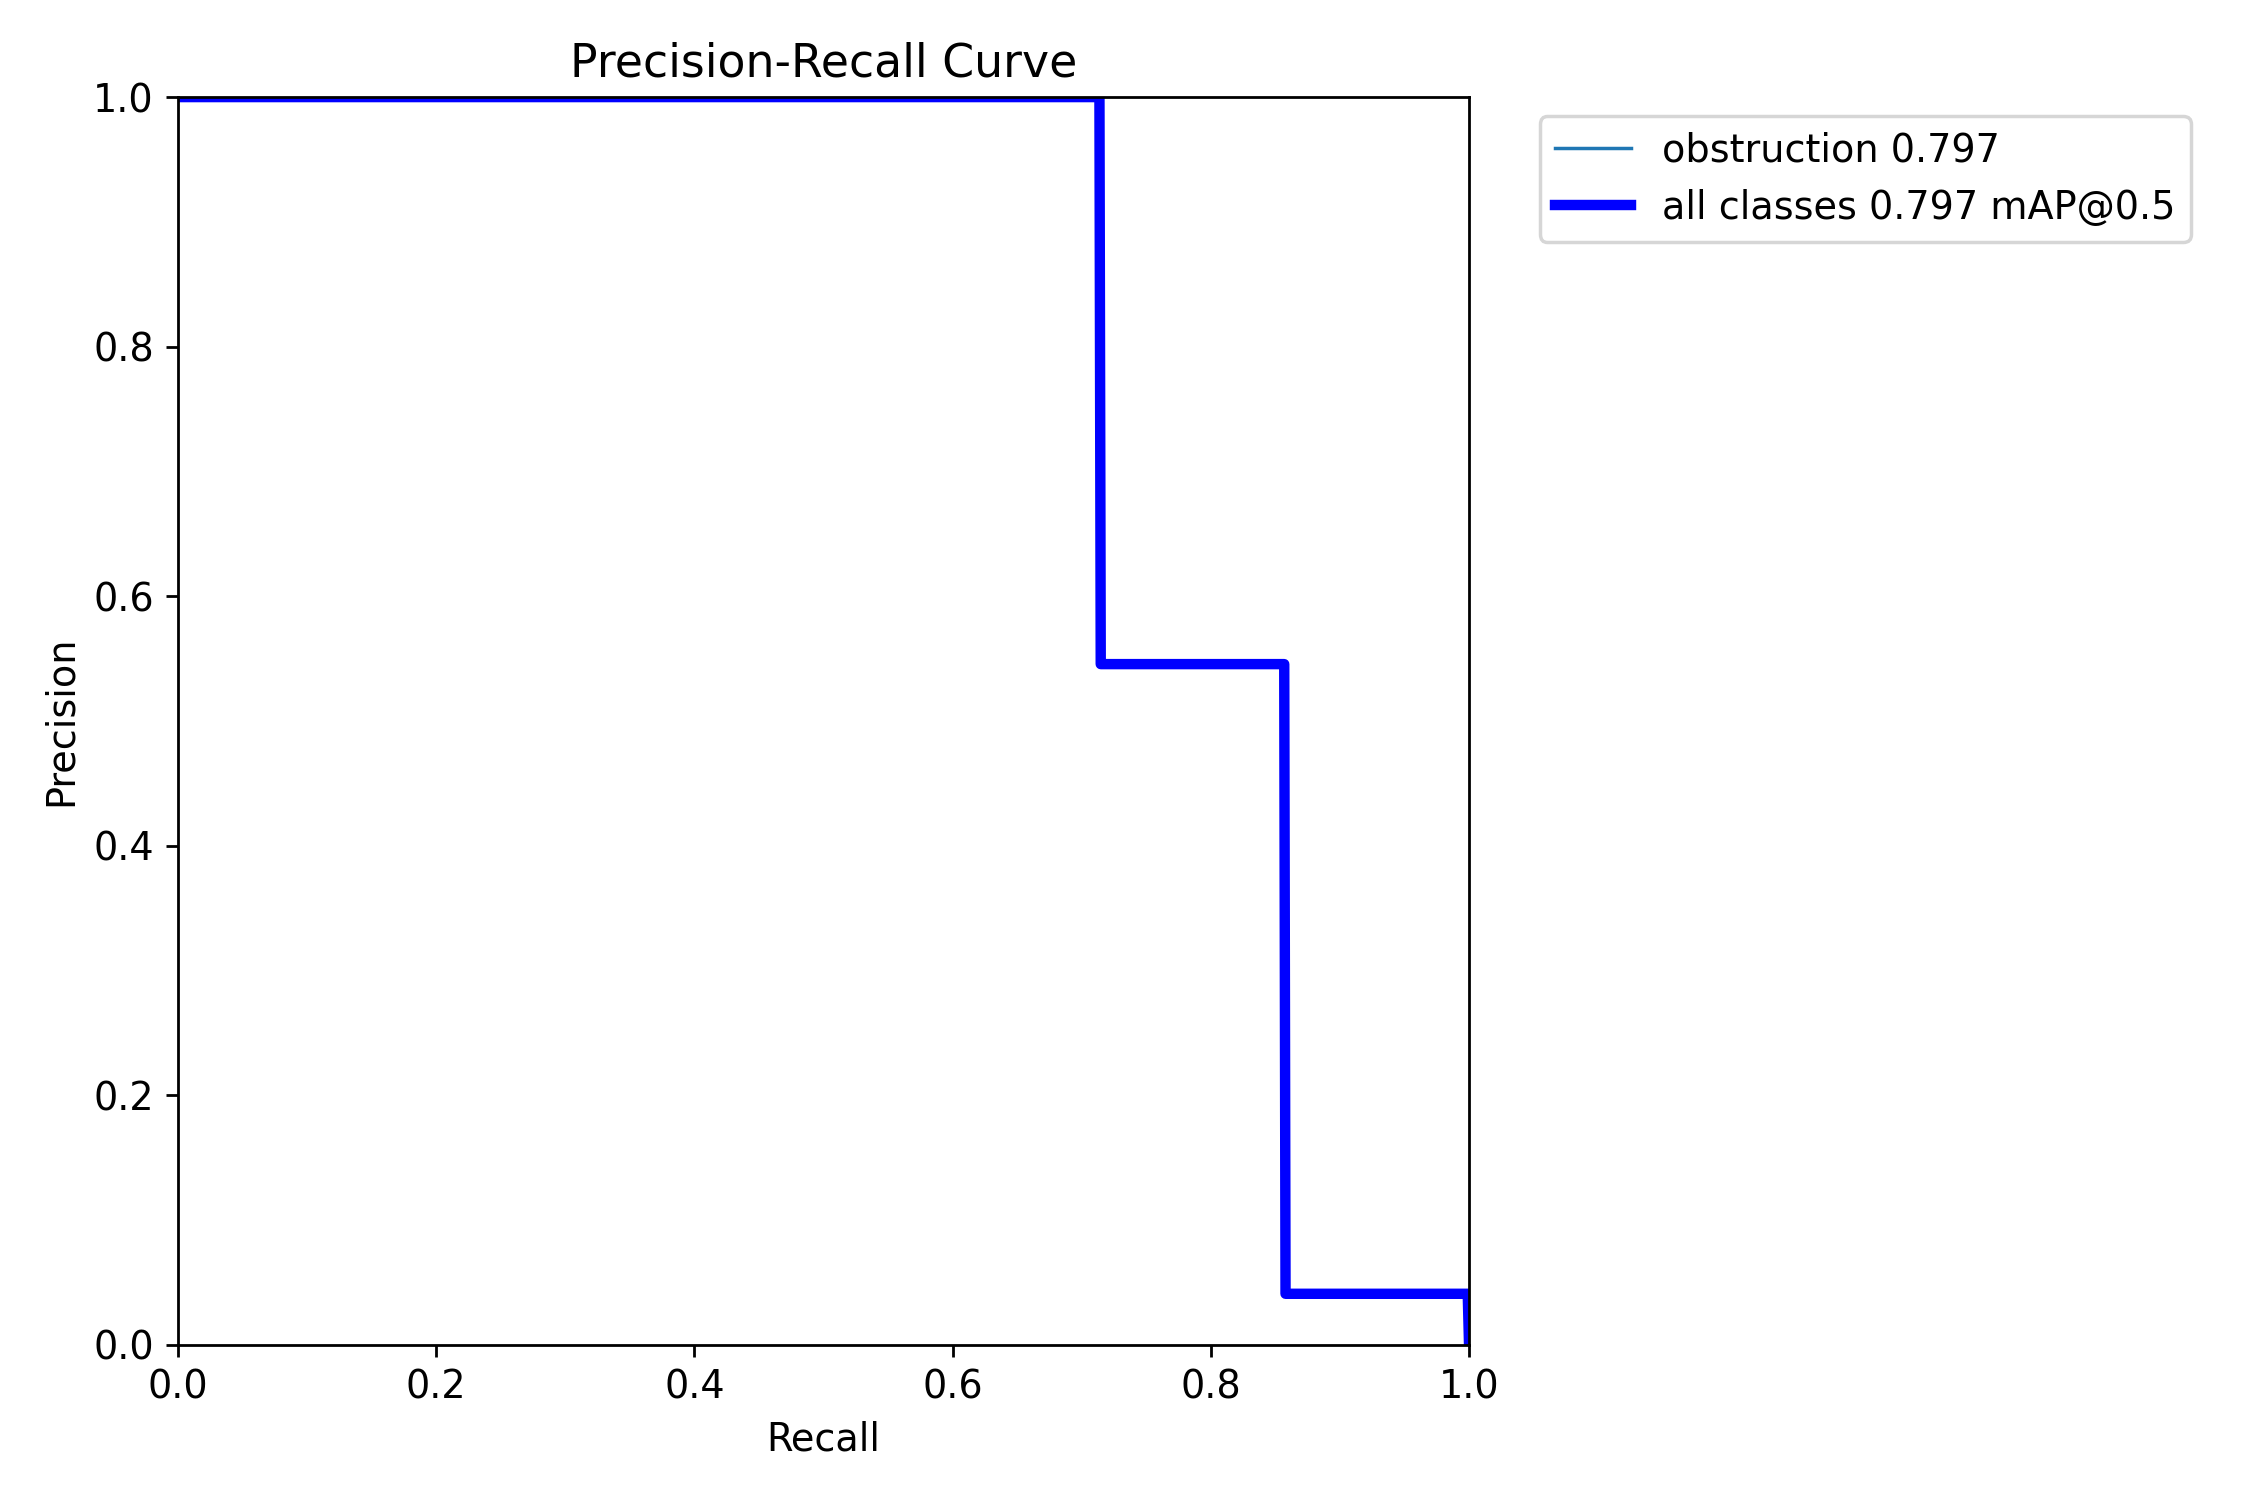 Precision-Recall Curve
1.0
0.8
0.6
0.4
0.2
0.0
Precision
0.0 0.2 0.4 0.6 0.8 1.0
Recall
obstruction 0.797
all classes 0.797 mAP@0.5